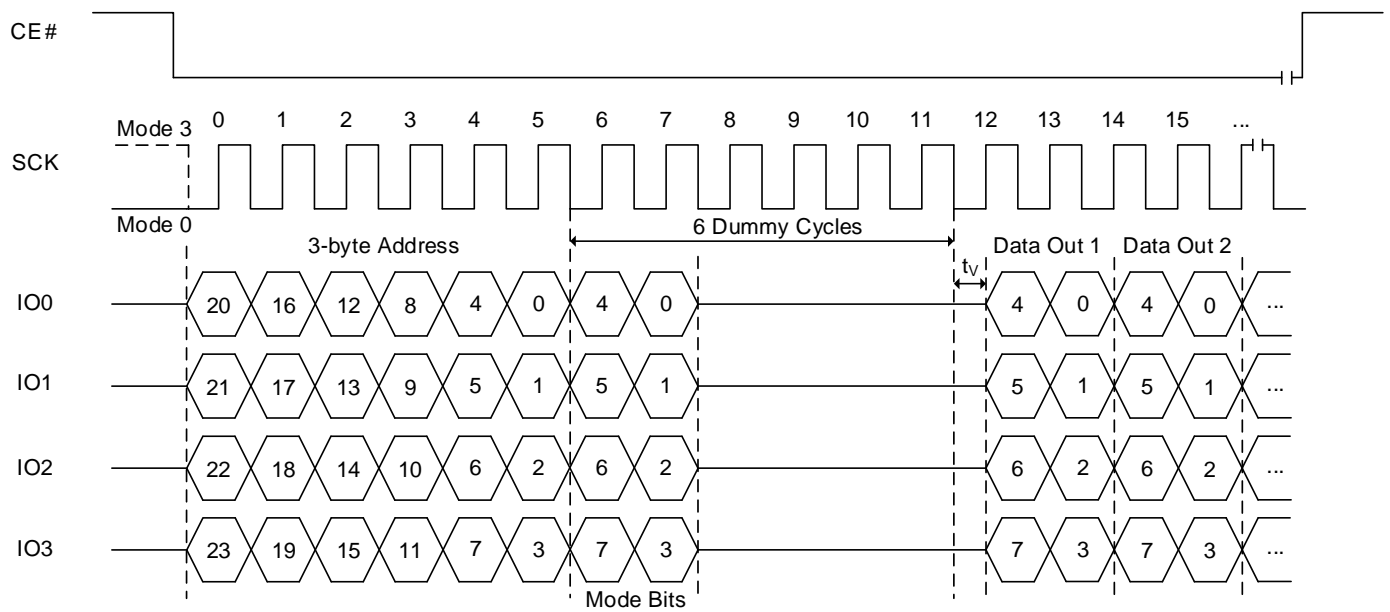 CE#
Mode 3 0 1 2 3 4 5 6 7 8 9 10 11 12 13 14 15 ...
SCK
Mode 0
6 Dummy Cycles
3-byte Address Data Out 1 Data Out 2
tV
IO0 20 16 12 8 4 0 4 0 4 0 4 0 ...
IO1 21 17 13 9 5 1 5 1 5 1 5 1 ...
IO2 22 18 14 10 6 2 6 2 6 2 6 2 ...
IO3 23 19 15 11 7 3 7 3 7 3 7 3 ...
Mode Bits